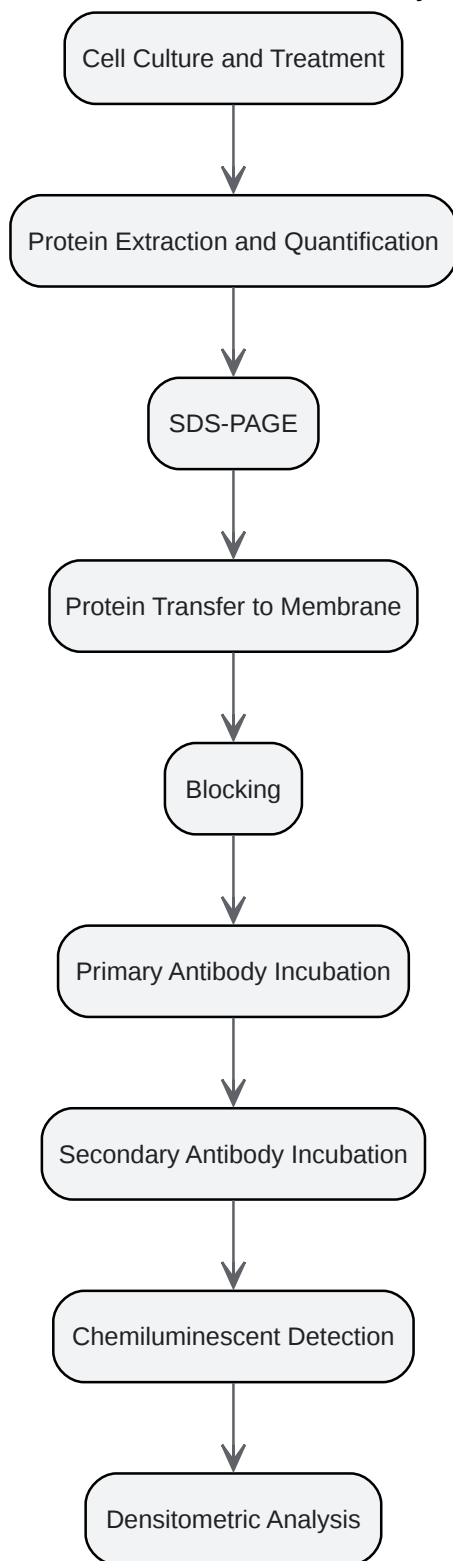 Cell Culture and Treatment
Protein Extraction and Quantification
SDS-PAGE
Protein Transfer to Membrane
Blocking
Primary Antibody Incubation
Secondary Antibody Incubation
Chemiluminescent Detection
Densitometric Analysis